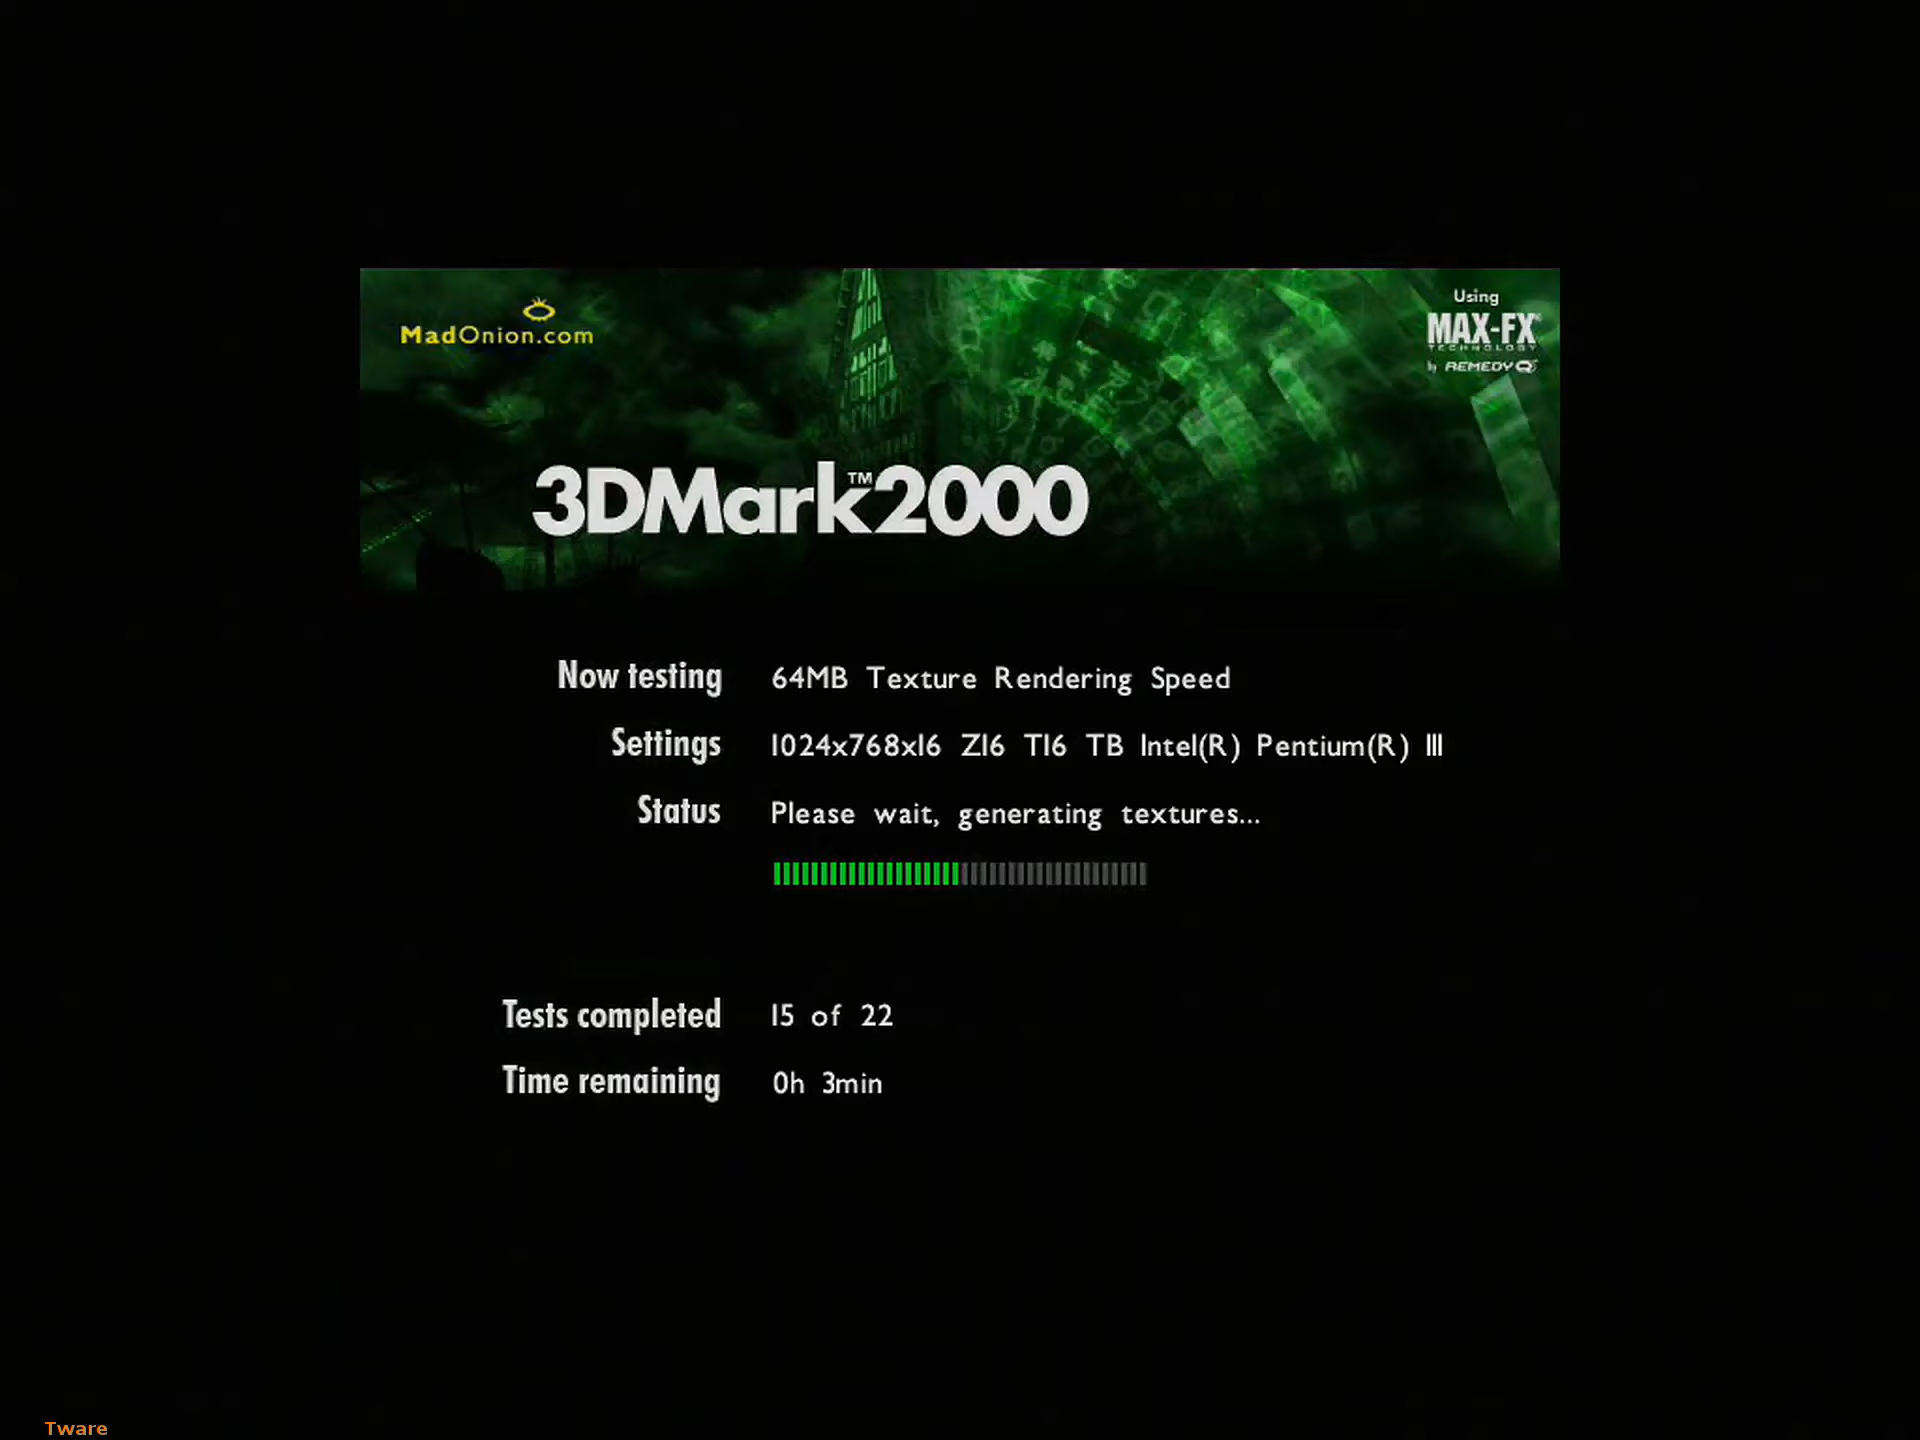 MadOnion.com
Using
MAX-FX
TECHNOLOGY
by REMEDY
3DMark™2000
Now testing 64MB Texture Rendering Speed
Settings 1024x768x16 Z16 T16 TB Intel(R) Pentium(R) III
Status Please wait, generating textures...
Tests completed 15 of 22
Time remaining 0h 3min
Tware